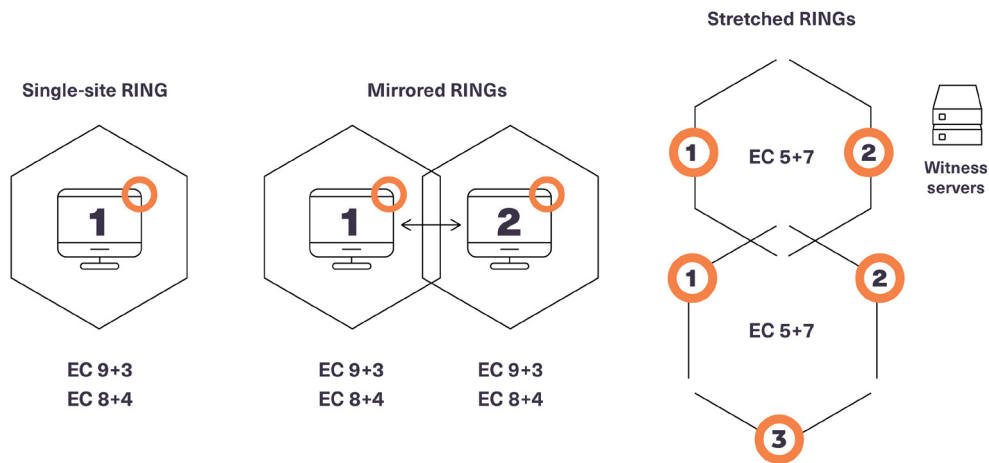 Single-site RING
1
EC 9+3
EC 8+4
Mirrored RINGs
1
2
EC 9+3
EC 8+4
EC 9+3
EC 8+4
Stretched RINGs
1
EC 5+7
2
Witness
servers
1
2
EC 5+7
3